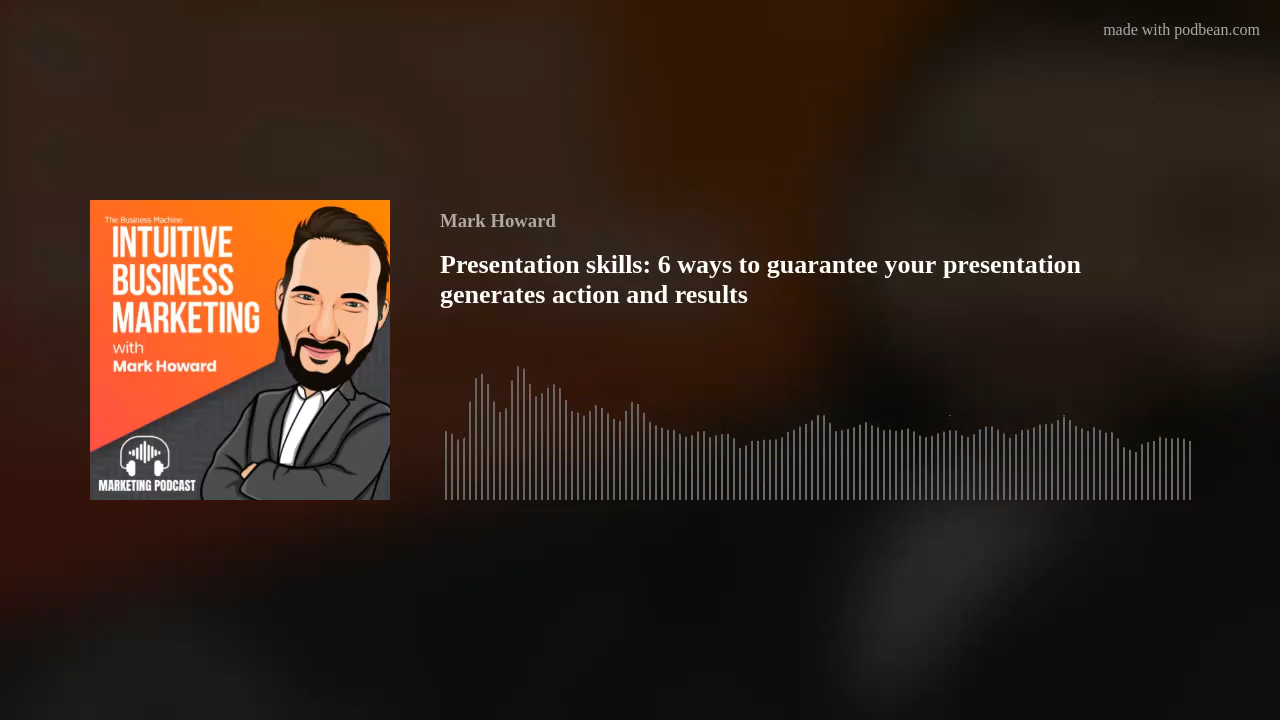 made with podbean.com
The Business Machine
INTUITIVE
BUSINESS
MARKETING
with
Mark Howard
MARKETING PODCAST
Mark Howard
Presentation skills: 6 ways to guarantee your presentation
generates action and results